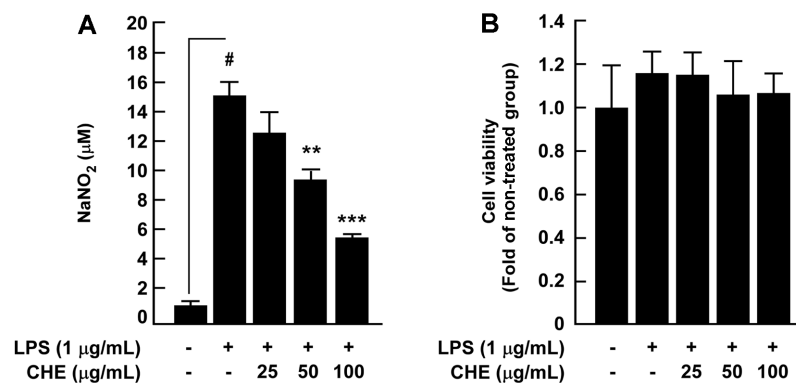 A
NaNO2 (μM)
20
18
16
14
12
10
8
6
4
2
0
#
**
***
LPS (1 μg/mL) - + + + +
CHE (μg/mL) - - 25 50 100
B
Cell viability
(Fold of non-treated group)
1.4
1.2
1.0
0.8
0.6
0.4
0.2
0
LPS (1 μg/mL) - + + + +
CHE (μg/mL) - - 25 50 100